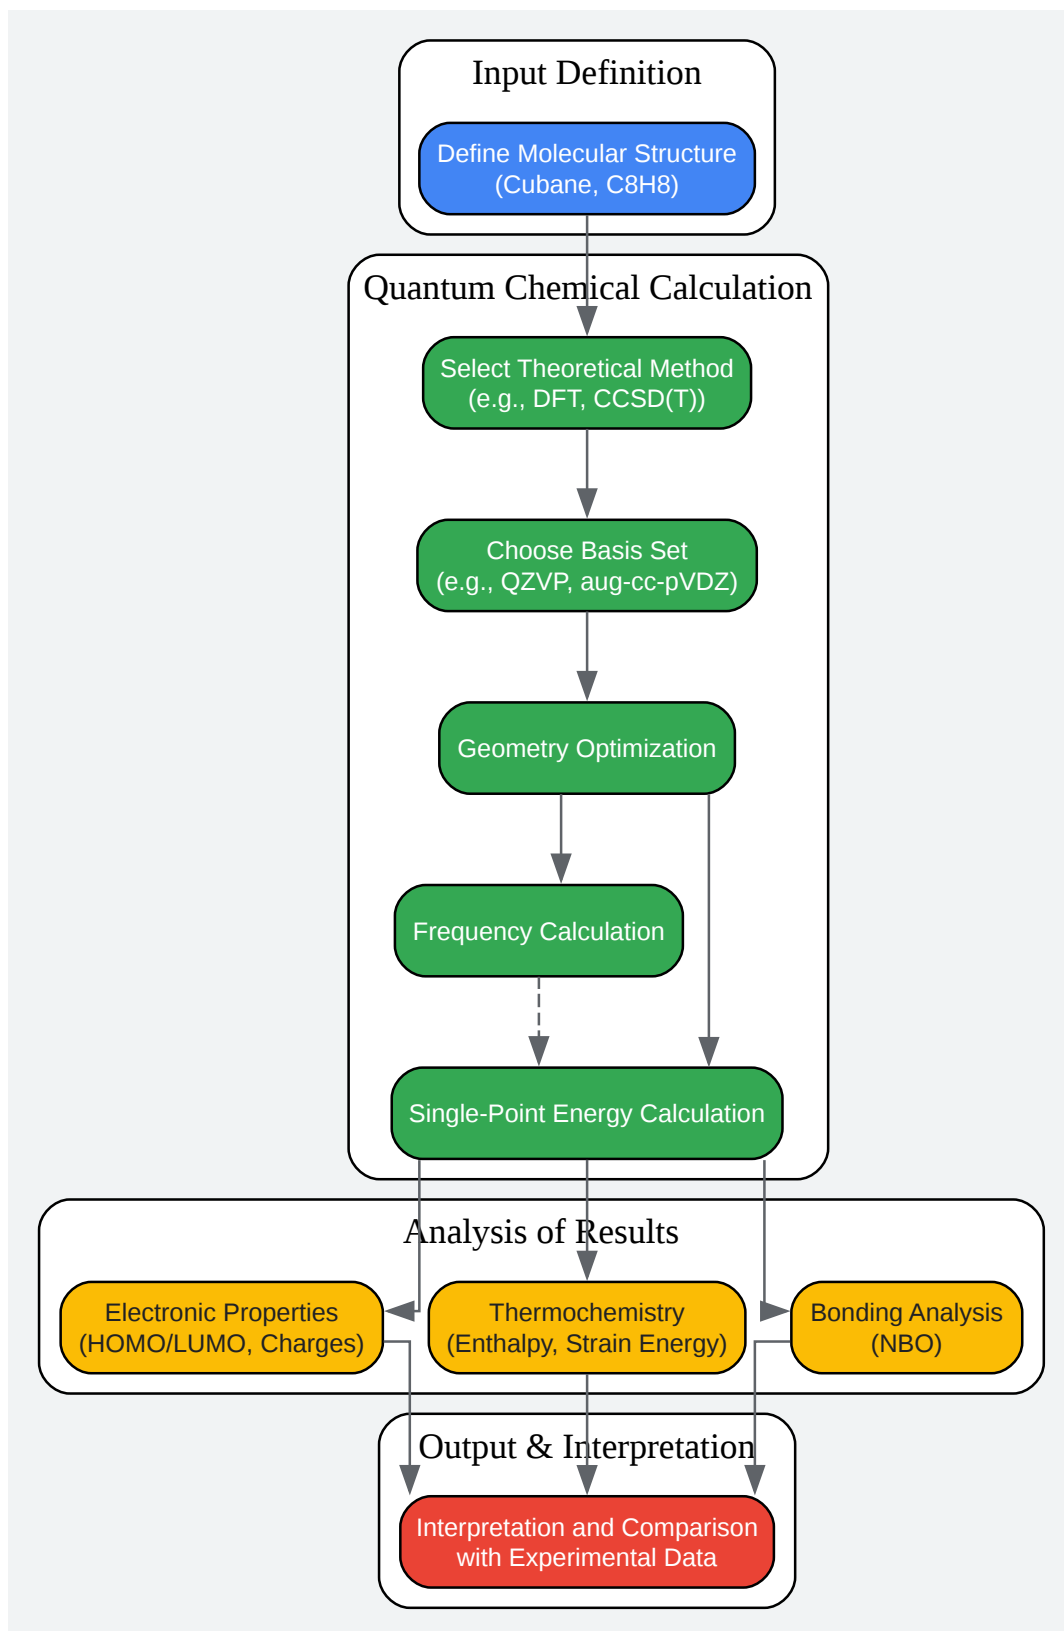 Input Definition
Define Molecular Structure
(Cubane, C8H8)
Quantum Chemical Calculation
Select Theoretical Method
(e.g., DFT, CCSD(T))
Choose Basis Set
(e.g., QZVP, aug-cc-pVDZ)
Geometry Optimization
Frequency Calculation
Single-Point Energy Calculation
Analysis of Results
Electronic Properties
(HOMO/LUMO, Charges)
Thermochemistry
(Enthalpy, Strain Energy)
Bonding Analysis
(NBO)
Output & Interpretation
Interpretation and Comparison
with Experimental Data